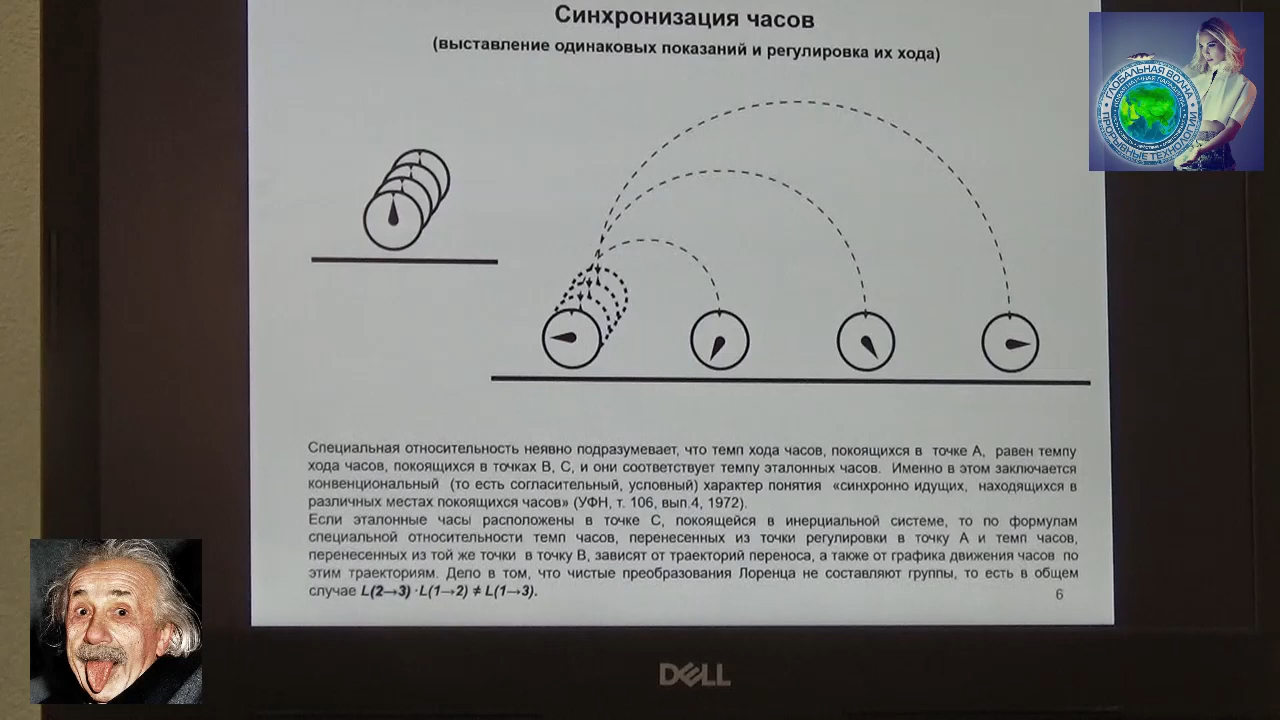 Синхронизация часов
(выставление одинаковых показаний и регулировка их хода)
ГЛОБАЛЬНАЯ ВОЛНА
ПРОРЫВНЫЕ ТЕХНОЛОГИИ
Специальная относительность неявно подразумевает, что темп хода часов, покоящихся в точке А, равен темпу
хода часов, покоящихся в точках В, С, и они соответствует темпу эталонных часов. Именно в этом заключается
конвенциональный (то есть согласительный, условный) характер понятия «синхронно идущих, находящихся в
различных местах покоящихся часов» (УФН, т. 106, вып.4, 1972).
Если эталонные часы расположены в точке С, покоящейся в инерциальной системе, то по формулам
специальной относительности темп часов, перенесенных из точки регулировки в точку А и темп часов,
перенесенных из той же точки в точку В, зависят от траекторий переноса, а также от графика движения часов по
этим траекториям. Дело в том, что чистые преобразования Лоренца не составляют группы, то есть в общем
случае L(2→3) ·L(1→2) ≠ L(1→3).
6
DELL